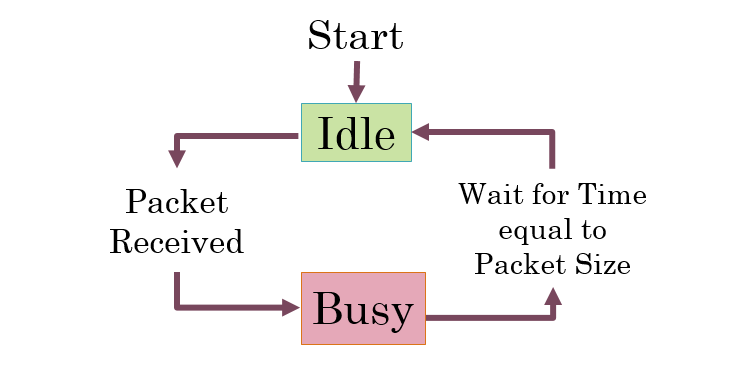 Start
Idle
Packet
Received
Wait for Time
equal to
Packet Size
Busy